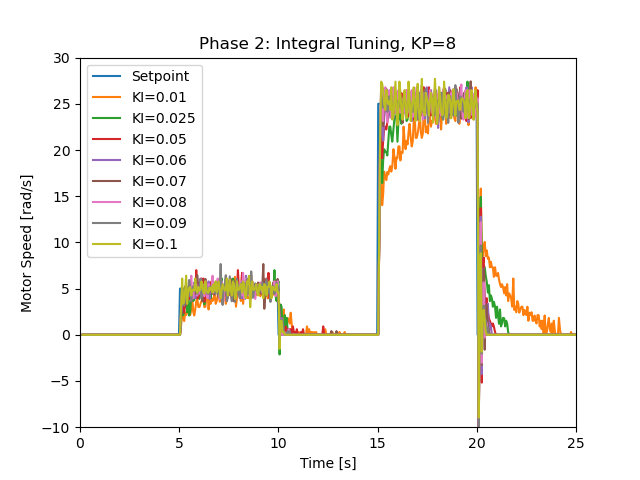 Phase 2: Integral Tuning, KP=8
Motor Speed [rad/s]
30
25
20
15
10
5
0
−5
−10
Setpoint
KI=0.01
KI=0.025
KI=0.05
KI=0.06
KI=0.07
KI=0.08
KI=0.09
KI=0.1
0 5 10 15 20 25
Time [s]